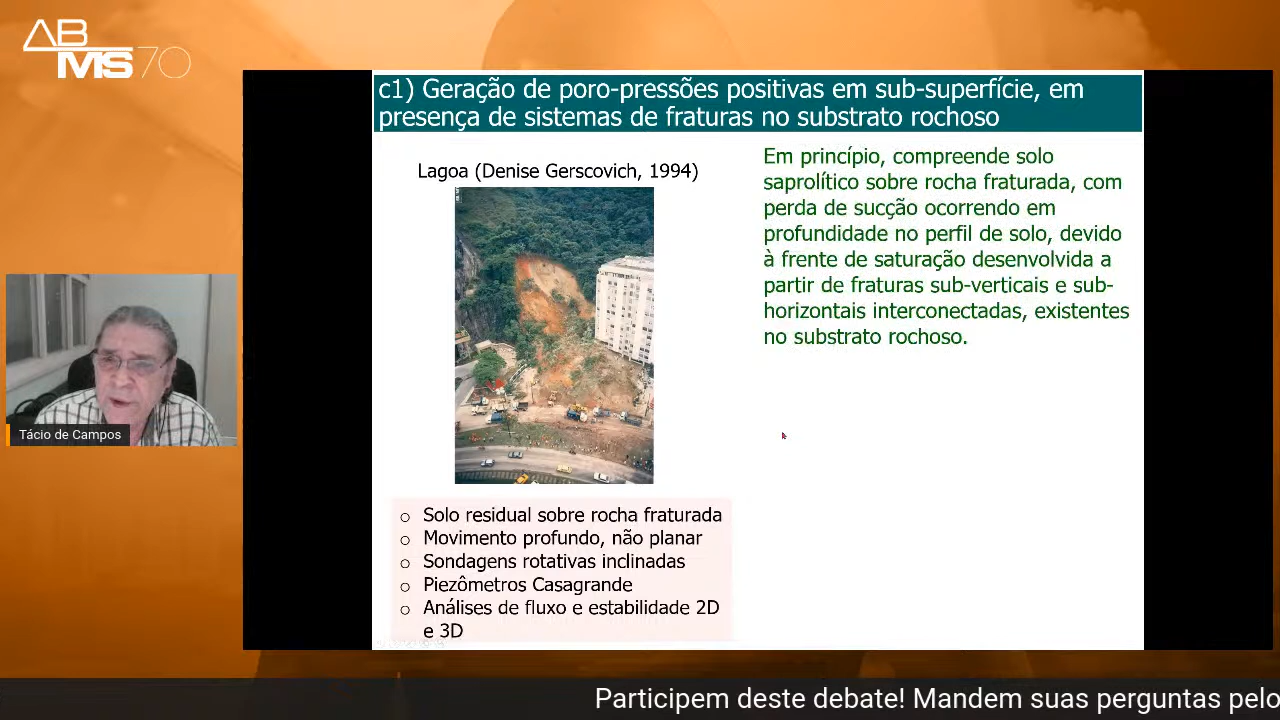 ABMS 70
c1) Geração de poro-pressões positivas em sub-superfície, em
presença de sistemas de fraturas no substrato rochoso
Lagoa (Denise Gerscovich, 1994)
Em princípio, compreende solo
saprolítico sobre rocha fraturada, com
perda de sucção ocorrendo em
profundidade no perfil de solo, devido
à frente de saturação desenvolvida a
partir de fraturas sub-verticais e sub-
horizontais interconectadas, existentes
no substrato rochoso.
Tácio de Campos
o Solo residual sobre rocha fraturada
o Movimento profundo, não planar
o Sondagens rotativas inclinadas
o Piezômetros Casagrande
o Análises de fluxo e estabilidade 2D
e 3D
Participem deste debate! Mandem suas perguntas pelo